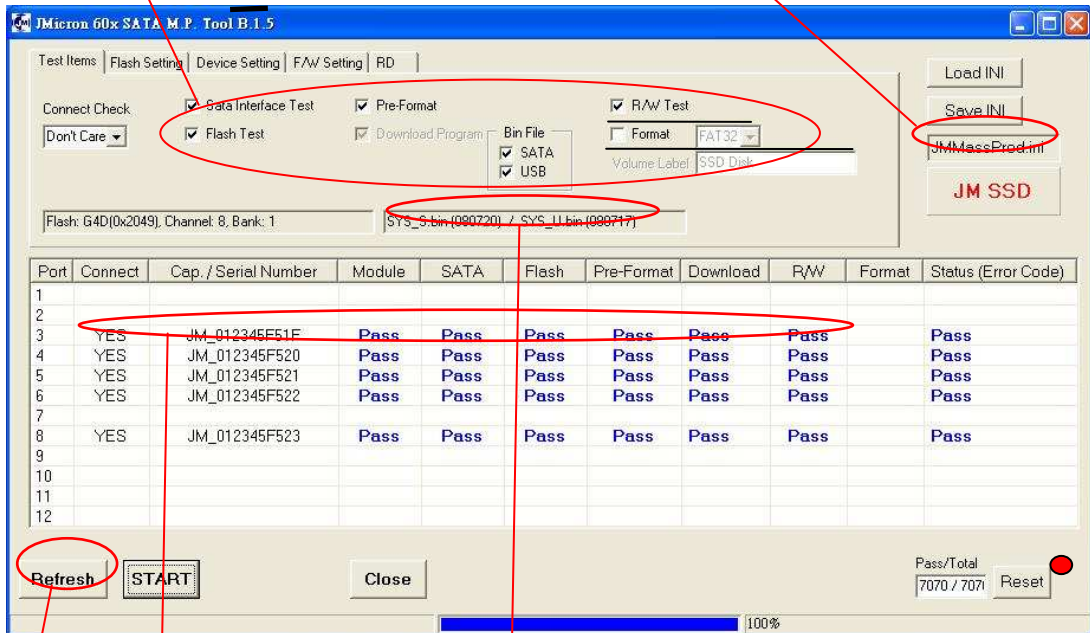 JMicron 60x SATA M.P. Tool B.1.5
Test Items Flash Setting Device Setting F/W Setting RD
Load INI
Connect Check
Sata Interface Test Pre-Format R/W Test
Save INI
Don't Care Flash Test Download Program Bin File Format FAT32
SATA
JMMassProd.ini
USB
Volume Label: SSD Disk
JM SSD
Flash: G4D(0x2049), Channel: 8, Bank: 1 SYS_S.bin (080720) / SYS_U.bin (080717)
Port Connect Cap. / Serial Number Module SATA Flash Pre-Format Download R/W Format Status (Error Code)
1
2
3 YES JM_012345F51F Pass Pass Pass Pass Pass Pass Pass
4 YES JM_012345F520 Pass Pass Pass Pass Pass Pass Pass
5 YES JM_012345F521 Pass Pass Pass Pass Pass Pass Pass
6 YES JM_012345F522 Pass Pass Pass Pass Pass Pass Pass
7
8 YES JM_012345F523 Pass Pass Pass Pass Pass Pass Pass
9
10
11
12
Refresh START Close
Pass/Total
7070 / 707 Reset
100%